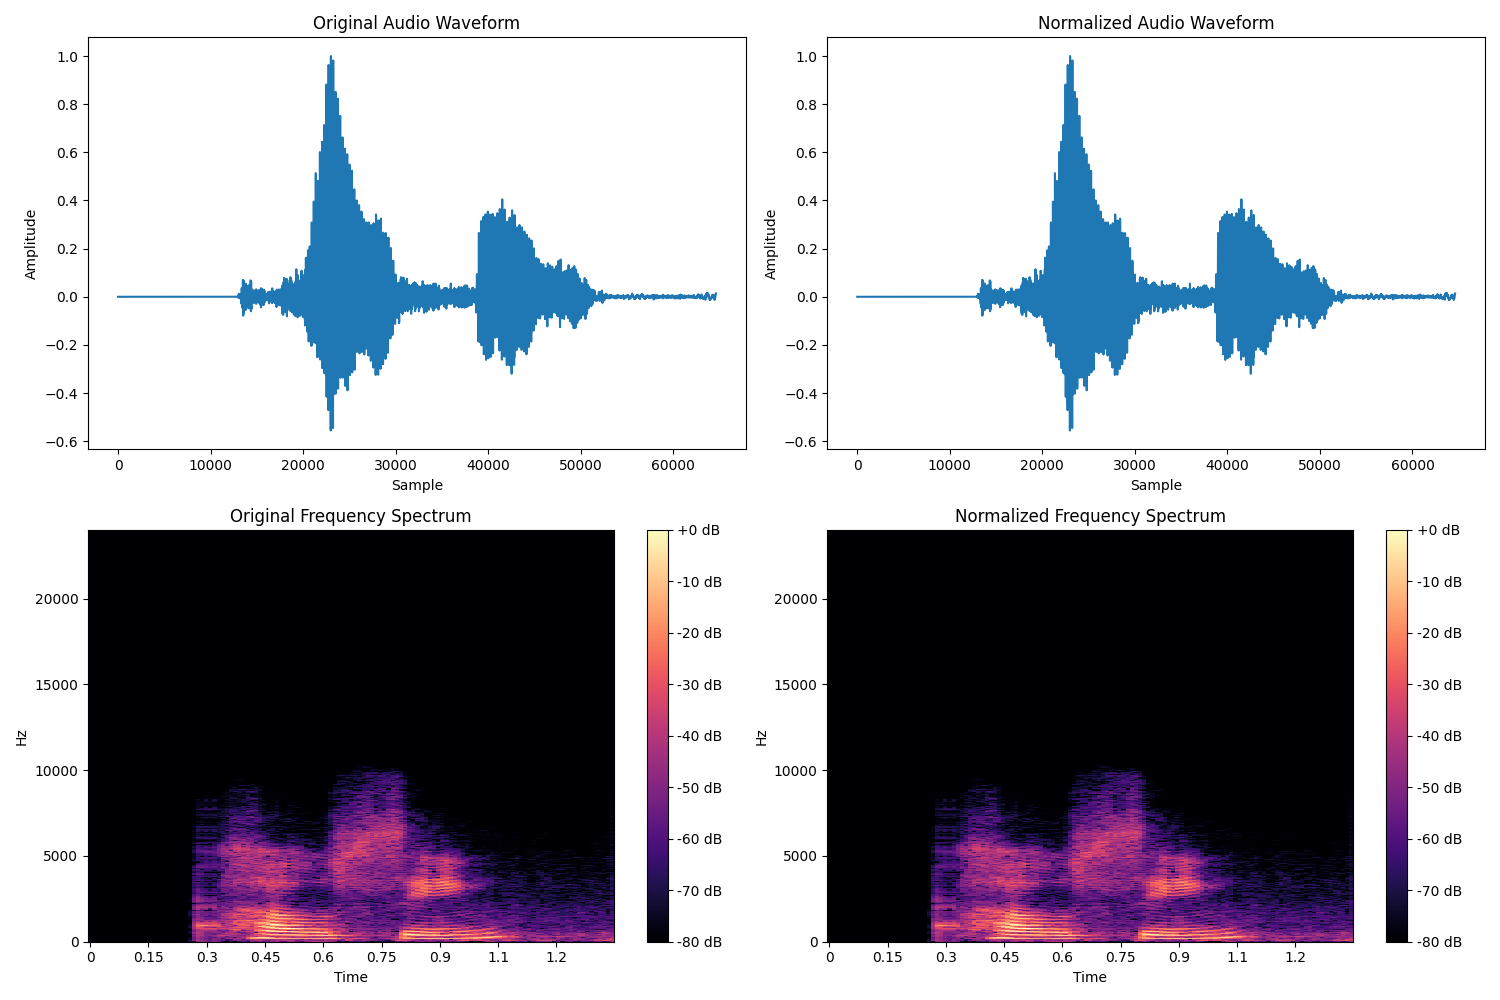 Original Audio Waveform
1.0
0.8
0.6
0.4
0.2
0.0
−0.2
−0.4
−0.6
Amplitude
0 10000 20000 30000 40000 50000 60000
Sample
Normalized Audio Waveform
1.0
0.8
0.6
0.4
0.2
0.0
−0.2
−0.4
−0.6
Amplitude
0 10000 20000 30000 40000 50000 60000
Sample
Original Frequency Spectrum
20000
15000
10000
5000
0
Hz
0 0.15 0.3 0.45 0.6 0.75 0.9 1.1 1.2
Time
+0 dB
-10 dB
-20 dB
-30 dB
-40 dB
-50 dB
-60 dB
-70 dB
-80 dB
Normalized Frequency Spectrum
20000
15000
10000
5000
0
Hz
0 0.15 0.3 0.45 0.6 0.75 0.9 1.1 1.2
Time
+0 dB
-10 dB
-20 dB
-30 dB
-40 dB
-50 dB
-60 dB
-70 dB
-80 dB